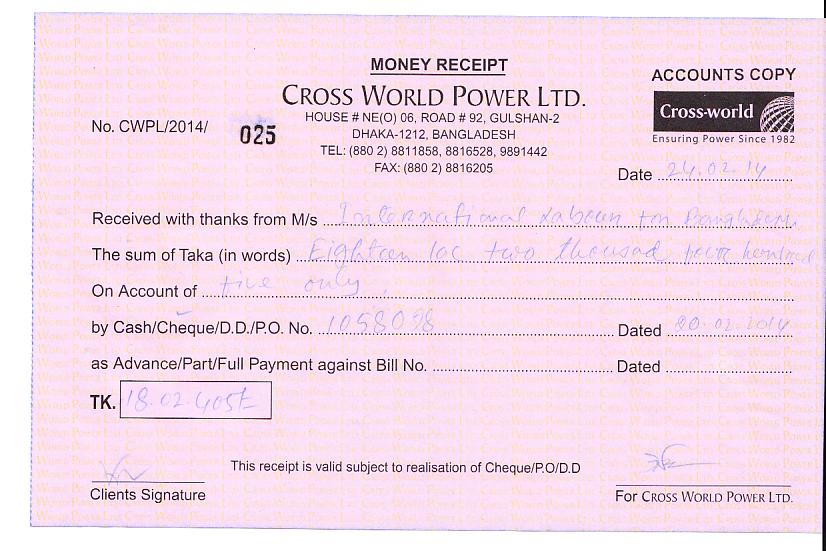 MONEY RECEIPT
ACCOUNTS COPY
CROSS WORLD POWER LTD.
Cross-world
HOUSE # NE(O) 06, ROAD # 92, GULSHAN-2
No. CWPL/2014/ 025
DHAKA-1212, BANGLADESH
Ensuring Power Since 1982
TEL: (880 2) 8811858, 8816528, 9891442
FAX: (880 2) 8816205
Date 24.02.14
Received with thanks from M/s International
The sum of Taka (in words) Eighteen lac two thousad four
On Account of five only.
by Cash/Cheque/D.D./P.O. No. Dated 20.02.2014
as Advance/Part/Full Payment against Bill No. Dated
TK. 18.02.405/=
This receipt is valid subject to realisation of Cheque/P.O/D.D
Clients Signature
For CROSS WORLD POWER LTD.